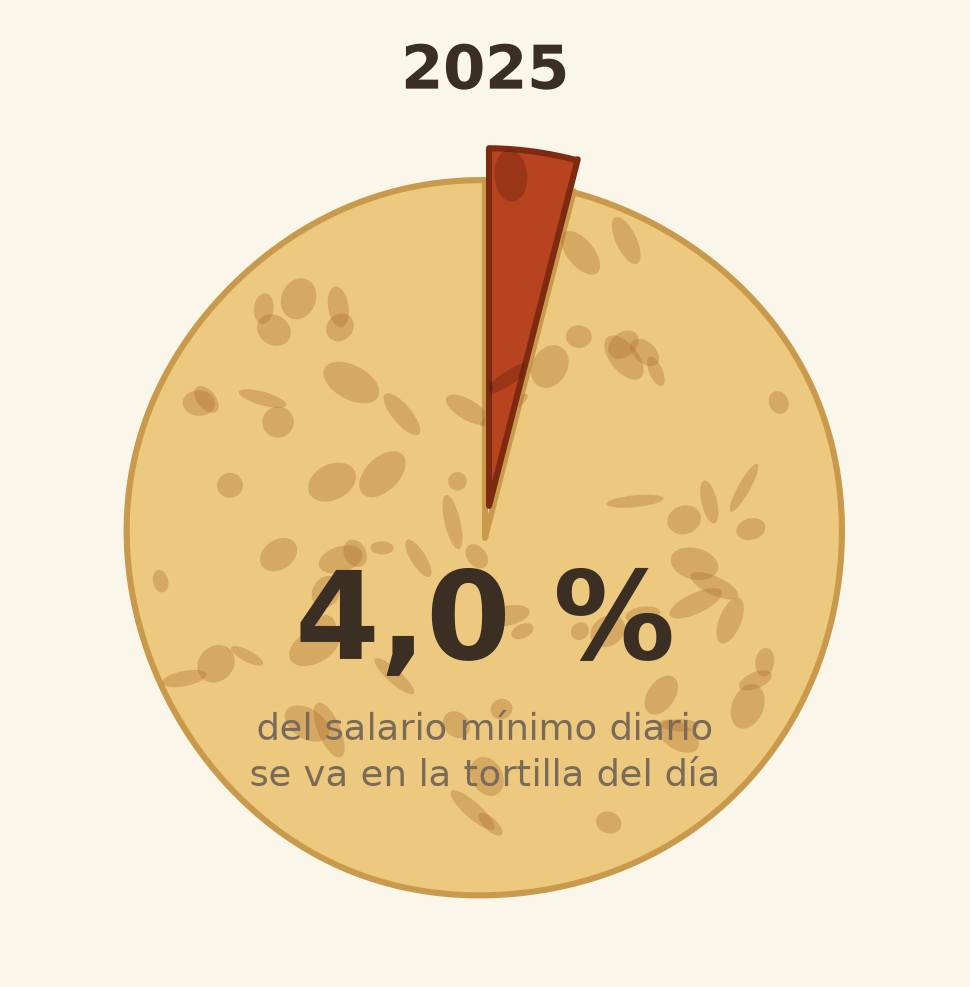 2025
4,0 %
del salario mínimo diario
se va en la tortilla del día